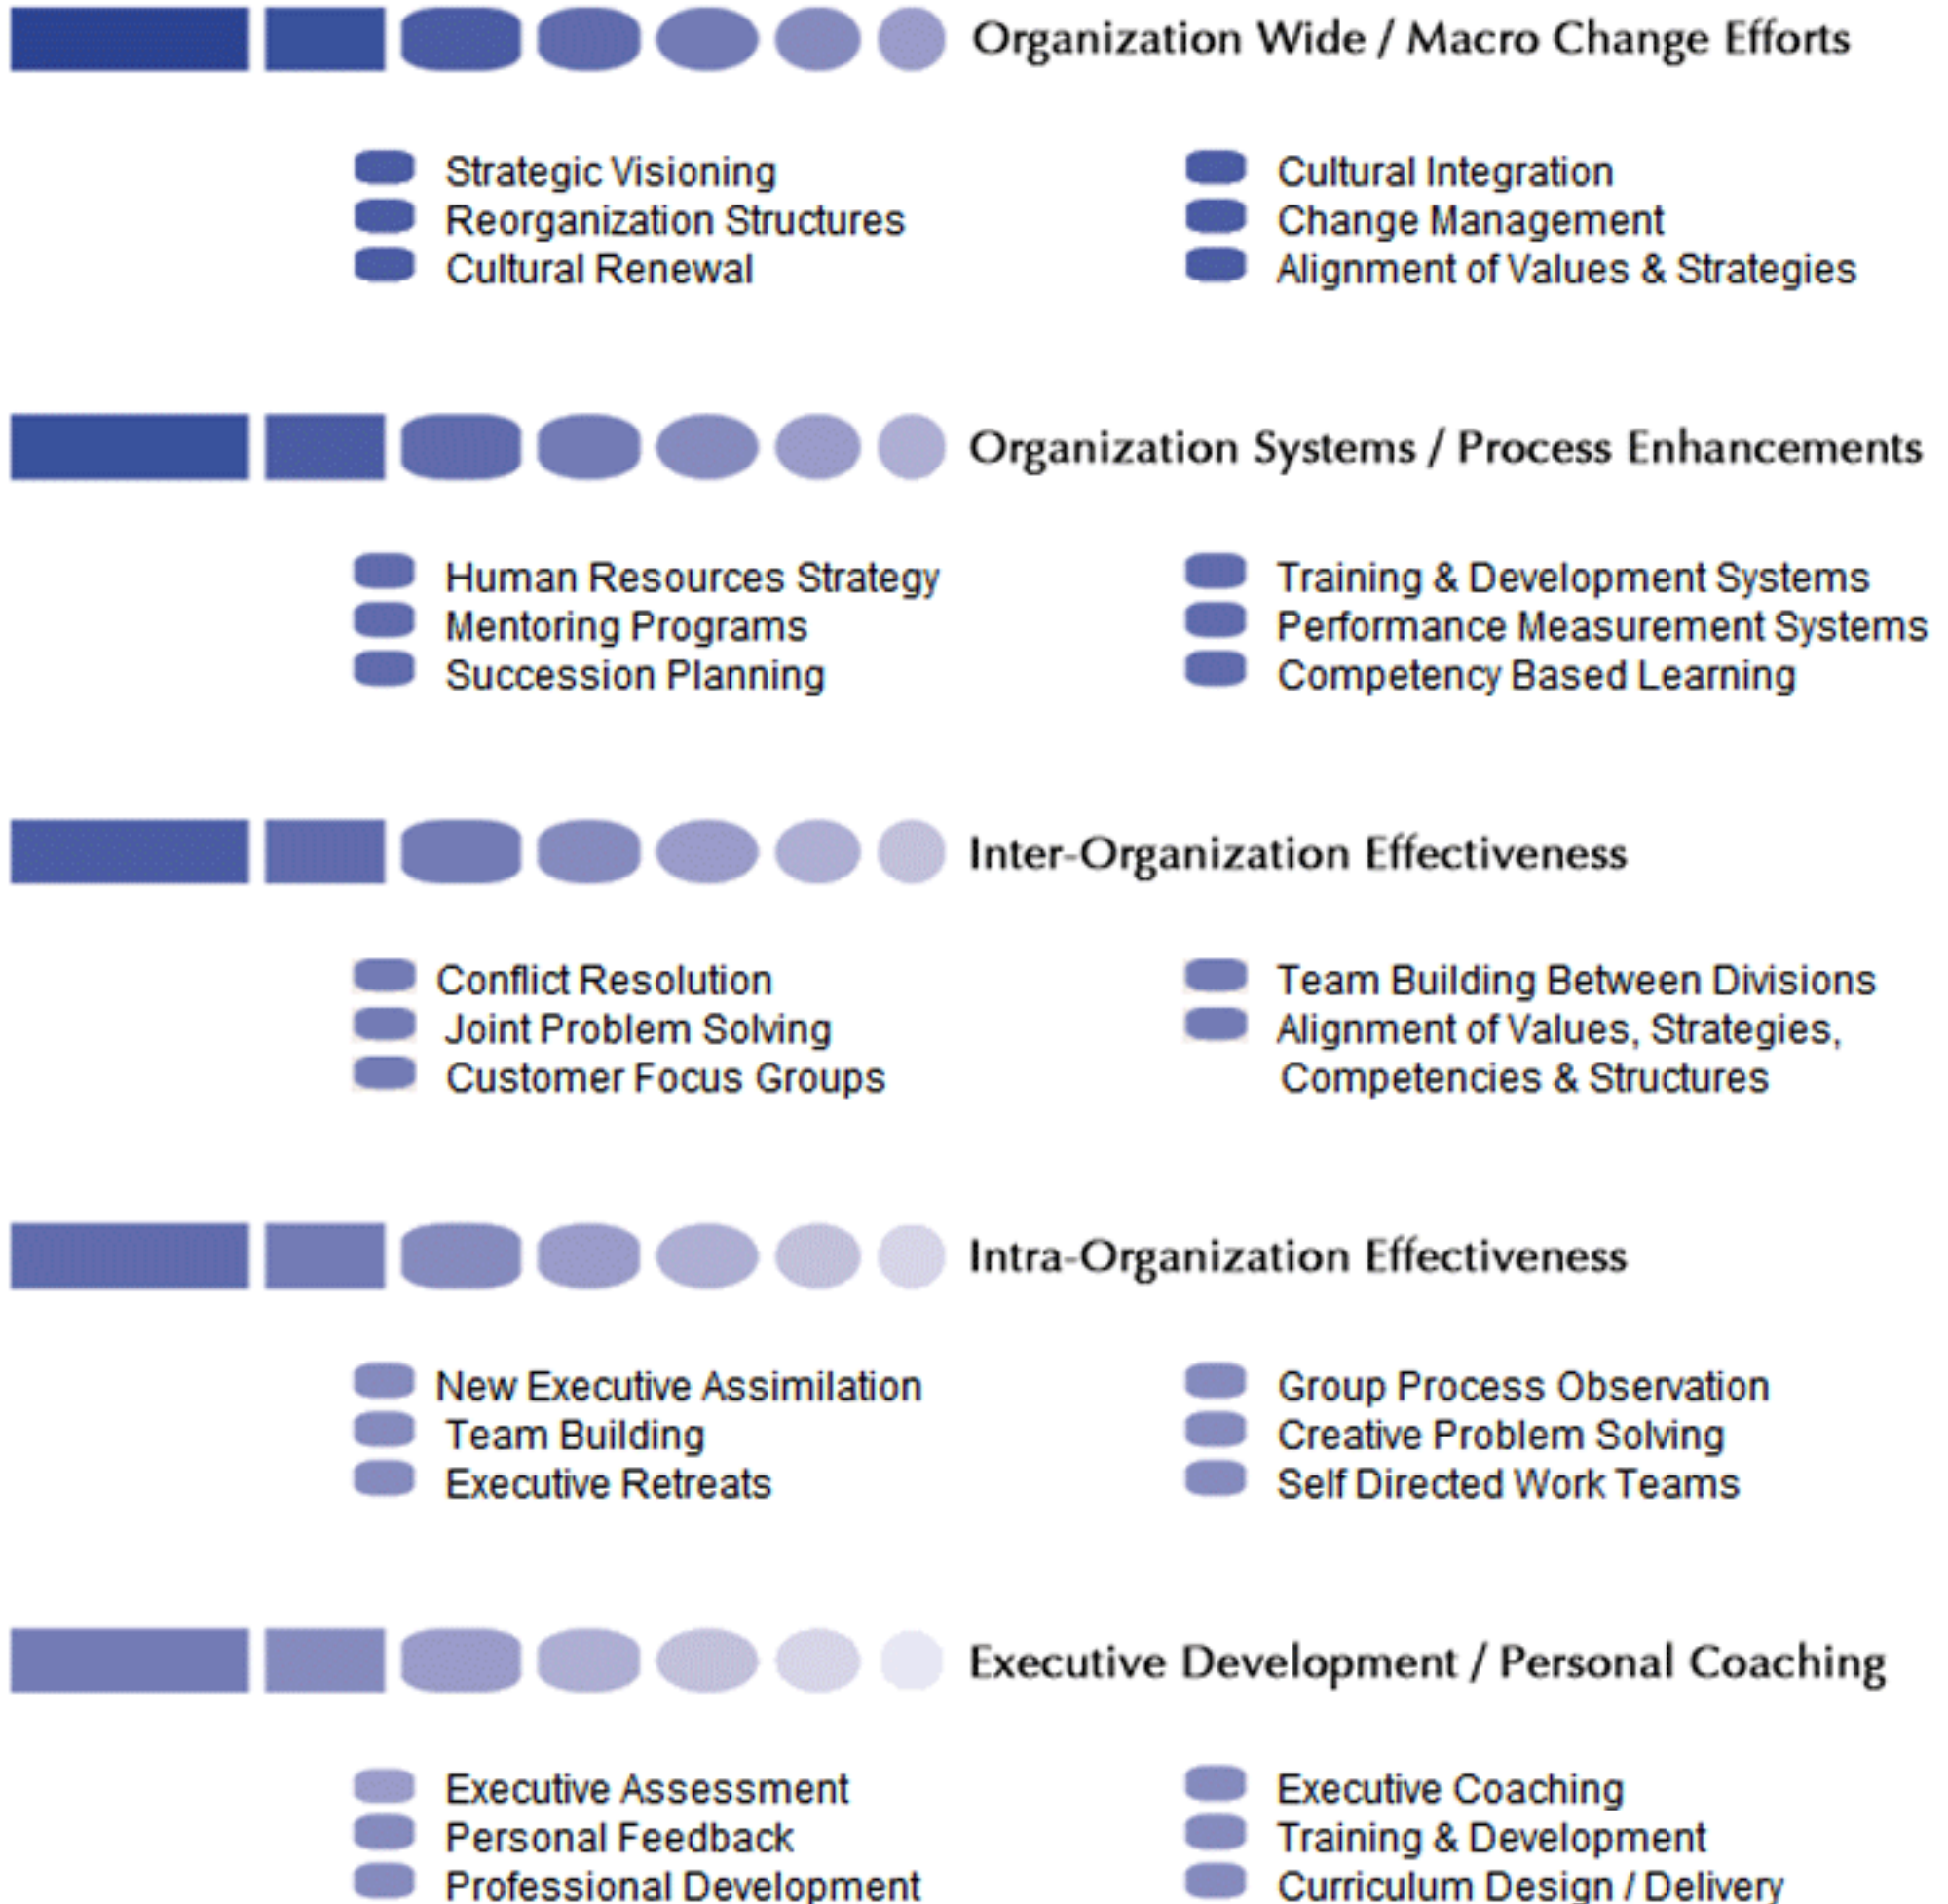 Organization Wide / Macro Change Efforts
Strategic Visioning
Reorganization Structures
Cultural Renewal
Cultural Integration
Change Management
Alignment of Values & Strategies
Organization Systems / Process Enhancements
Human Resources Strategy
Mentoring Programs
Succession Planning
Training & Development Systems
Performance Measurement Systems
Competency Based Learning
Inter-Organization Effectiveness
Conflict Resolution
Joint Problem Solving
Customer Focus Groups
Team Building Between Divisions
Alignment of Values, Strategies,
Competencies & Structures
Intra-Organization Effectiveness
New Executive Assimilation
Team Building
Executive Retreats
Group Process Observation
Creative Problem Solving
Self Directed Work Teams
Executive Development / Personal Coaching
Executive Assessment
Personal Feedback
Professional Development
Executive Coaching
Training & Development
Curriculum Design / Delivery